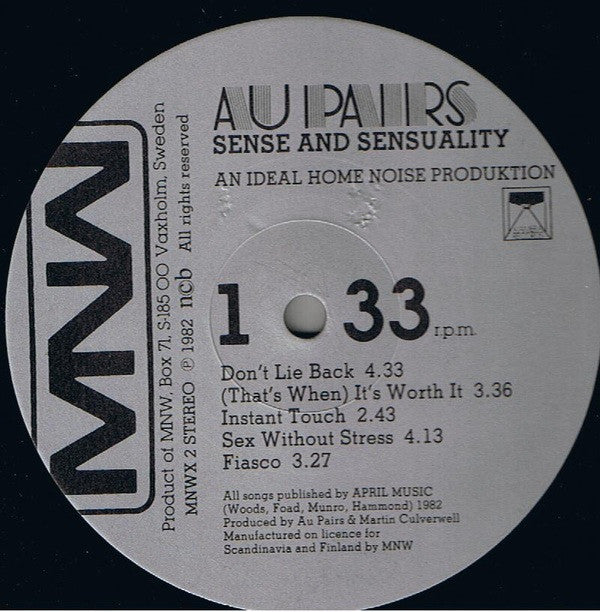 AU PAIRS
SENSE AND SENSUALITY
AN IDEAL HOME NOISE PRODUKTION
MNW
Product of MNW, Box 71, S-185 00 Vaxholm, Sweden
MNWX 2 STEREO ℗ 1982 ncb All rights reserved
1 33 r.p.m.
Don't Lie Back 4.33
(That's When) It's Worth It 3.36
Instant Touch 2.43
Sex Without Stress 4.13
Fiasco 3.27
All songs published by APRIL MUSIC
(Woods, Foad, Munro, Hammond) 1982
Produced by Au Pairs & Martin Culverwell
Manufactured on licence for
Scandinavia and Finland by MNW